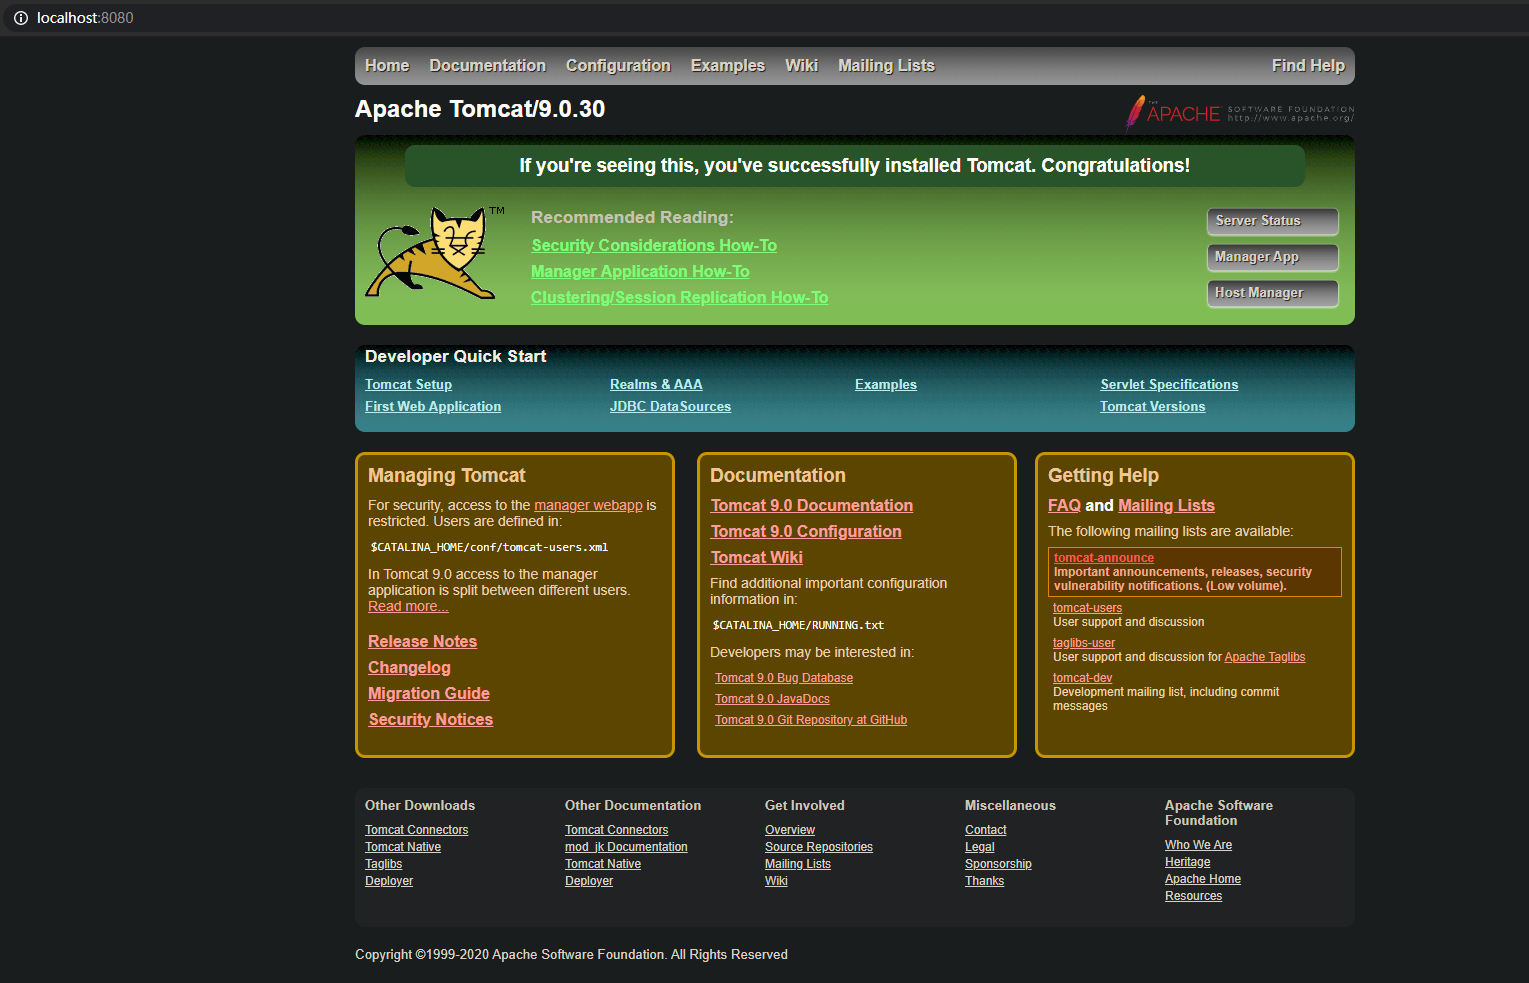 localhost:8080
Home Documentation Configuration Examples Wiki Mailing Lists Find Help
Apache Tomcat/9.0.30
THE APACHE SOFTWARE FOUNDATION
http://www.apache.org/
If you're seeing this, you've successfully installed Tomcat. Congratulations!
TM
Recommended Reading:
Security Considerations How-To
Manager Application How-To
Clustering/Session Replication How-To
Server Status
Manager App
Host Manager
Developer Quick Start
Tomcat Setup
First Web Application
Realms & AAA
JDBC DataSources
Examples
Servlet Specifications
Tomcat Versions
Managing Tomcat
For security, access to the manager webapp is
restricted. Users are defined in:
$CATALINA_HOME/conf/tomcat-users.xml
In Tomcat 9.0 access to the manager
application is split between different users.
Read more...
Release Notes
Changelog
Migration Guide
Security Notices
Documentation
Tomcat 9.0 Documentation
Tomcat 9.0 Configuration
Tomcat Wiki
Find additional important configuration
information in:
$CATALINA_HOME/RUNNING.txt
Developers may be interested in:
Tomcat 9.0 Bug Database
Tomcat 9.0 JavaDocs
Tomcat 9.0 Git Repository at GitHub
Getting Help
FAQ and Mailing Lists
The following mailing lists are available:
tomcat-announce
Important announcements, releases, security
vulnerability notifications. (Low volume).
tomcat-users
User support and discussion
taglibs-user
User support and discussion for Apache Taglibs
tomcat-dev
Development mailing list, including commit
messages
Other Downloads
Tomcat Connectors
Tomcat Native
Taglibs
Deployer
Other Documentation
Tomcat Connectors
mod_jk Documentation
Tomcat Native
Deployer
Get Involved
Overview
Source Repositories
Mailing Lists
Wiki
Miscellaneous
Contact
Legal
Sponsorship
Thanks
Apache Software
Foundation
Who We Are
Heritage
Apache Home
Resources
Copyright ©1999-2020 Apache Software Foundation. All Rights Reserved